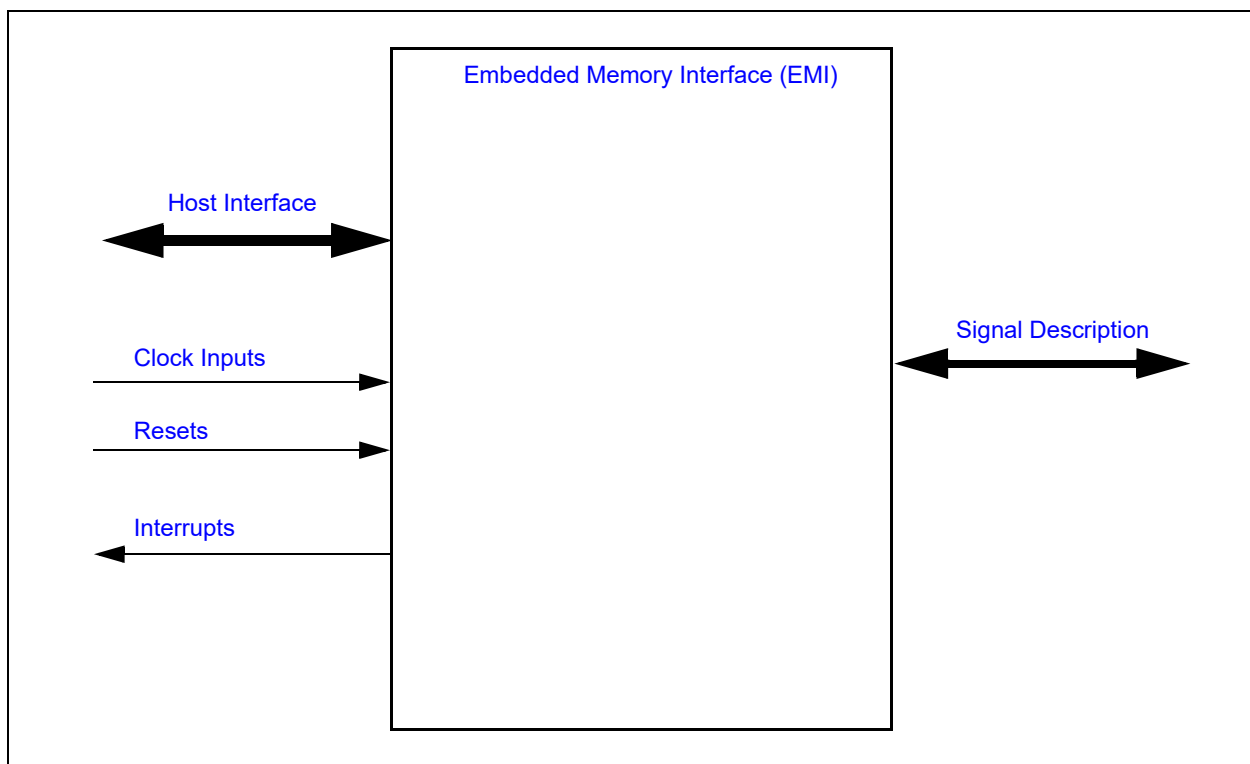 Embedded Memory Interface (EMI)
Host Interface
Signal Description
Clock Inputs
Resets
Interrupts